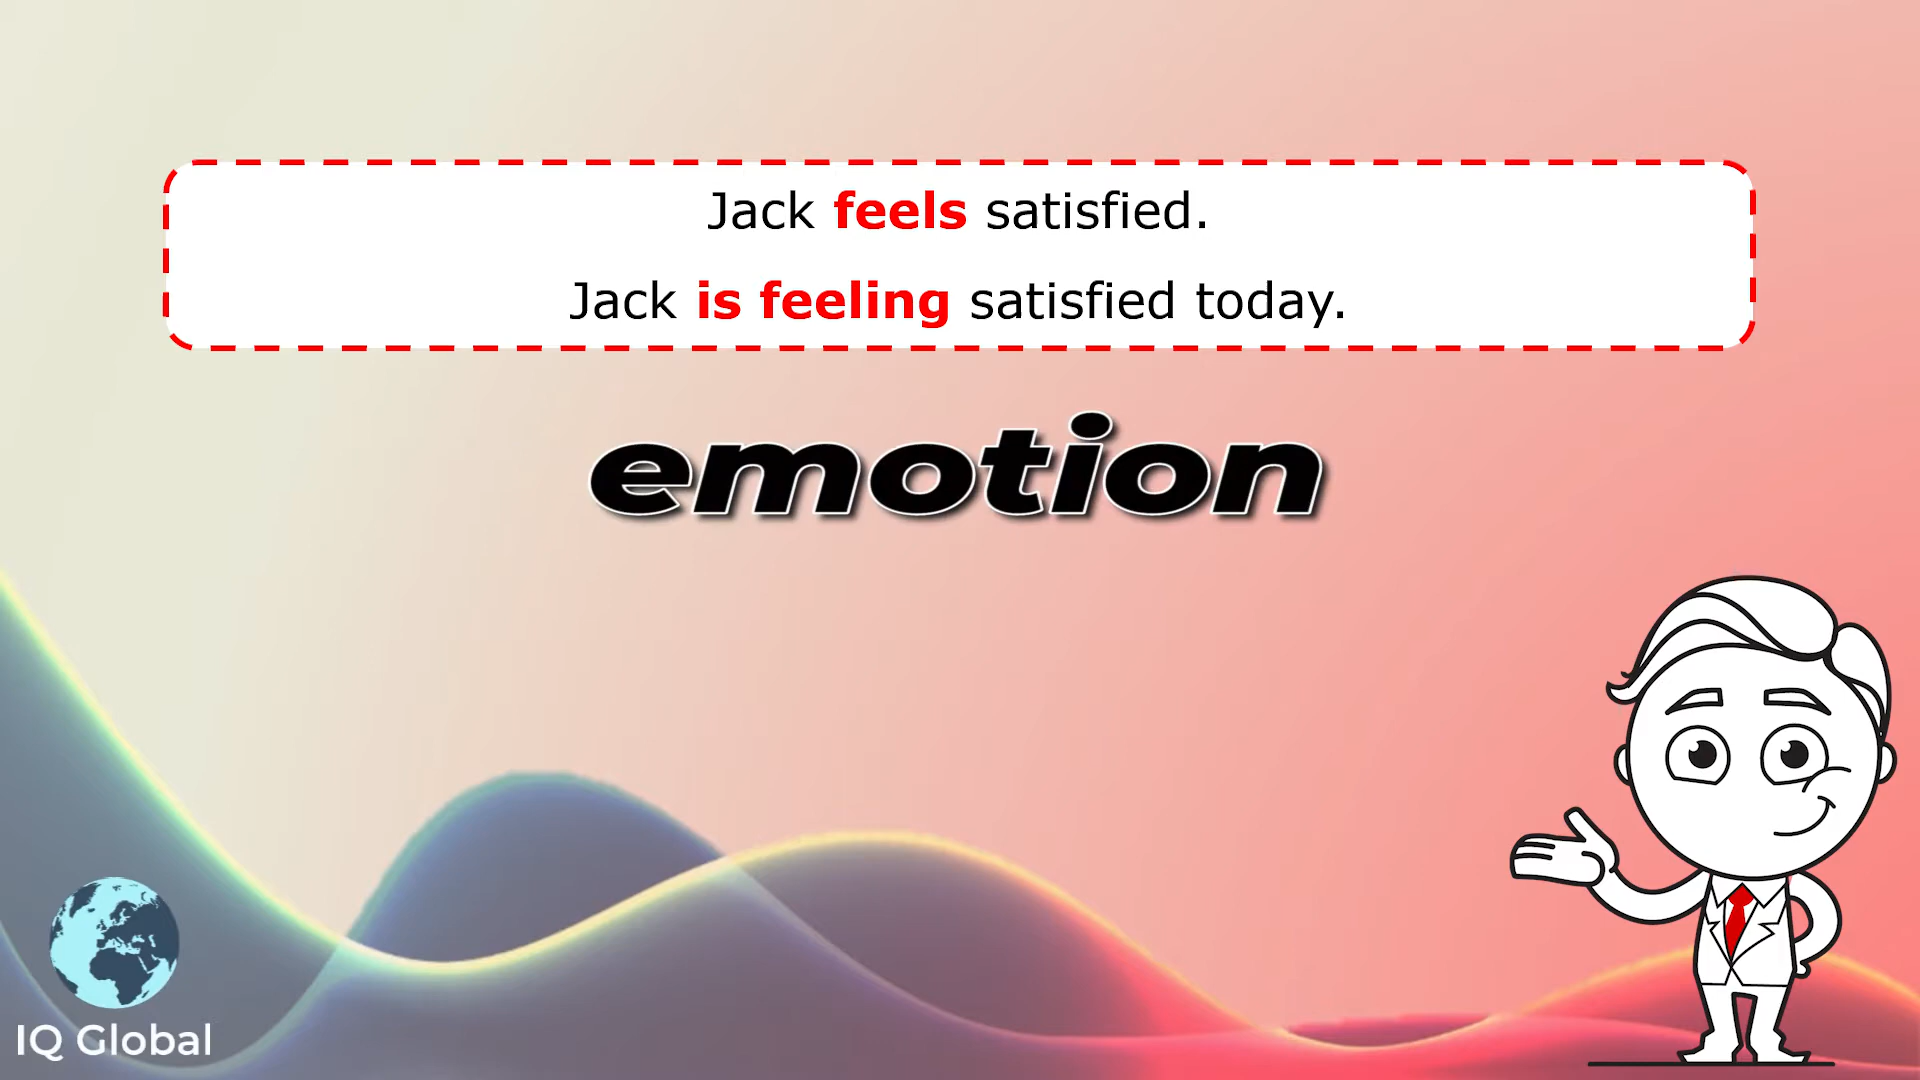 Jack feels satisfied.
Jack is feeling satisfied today.
emotion
IQ Global